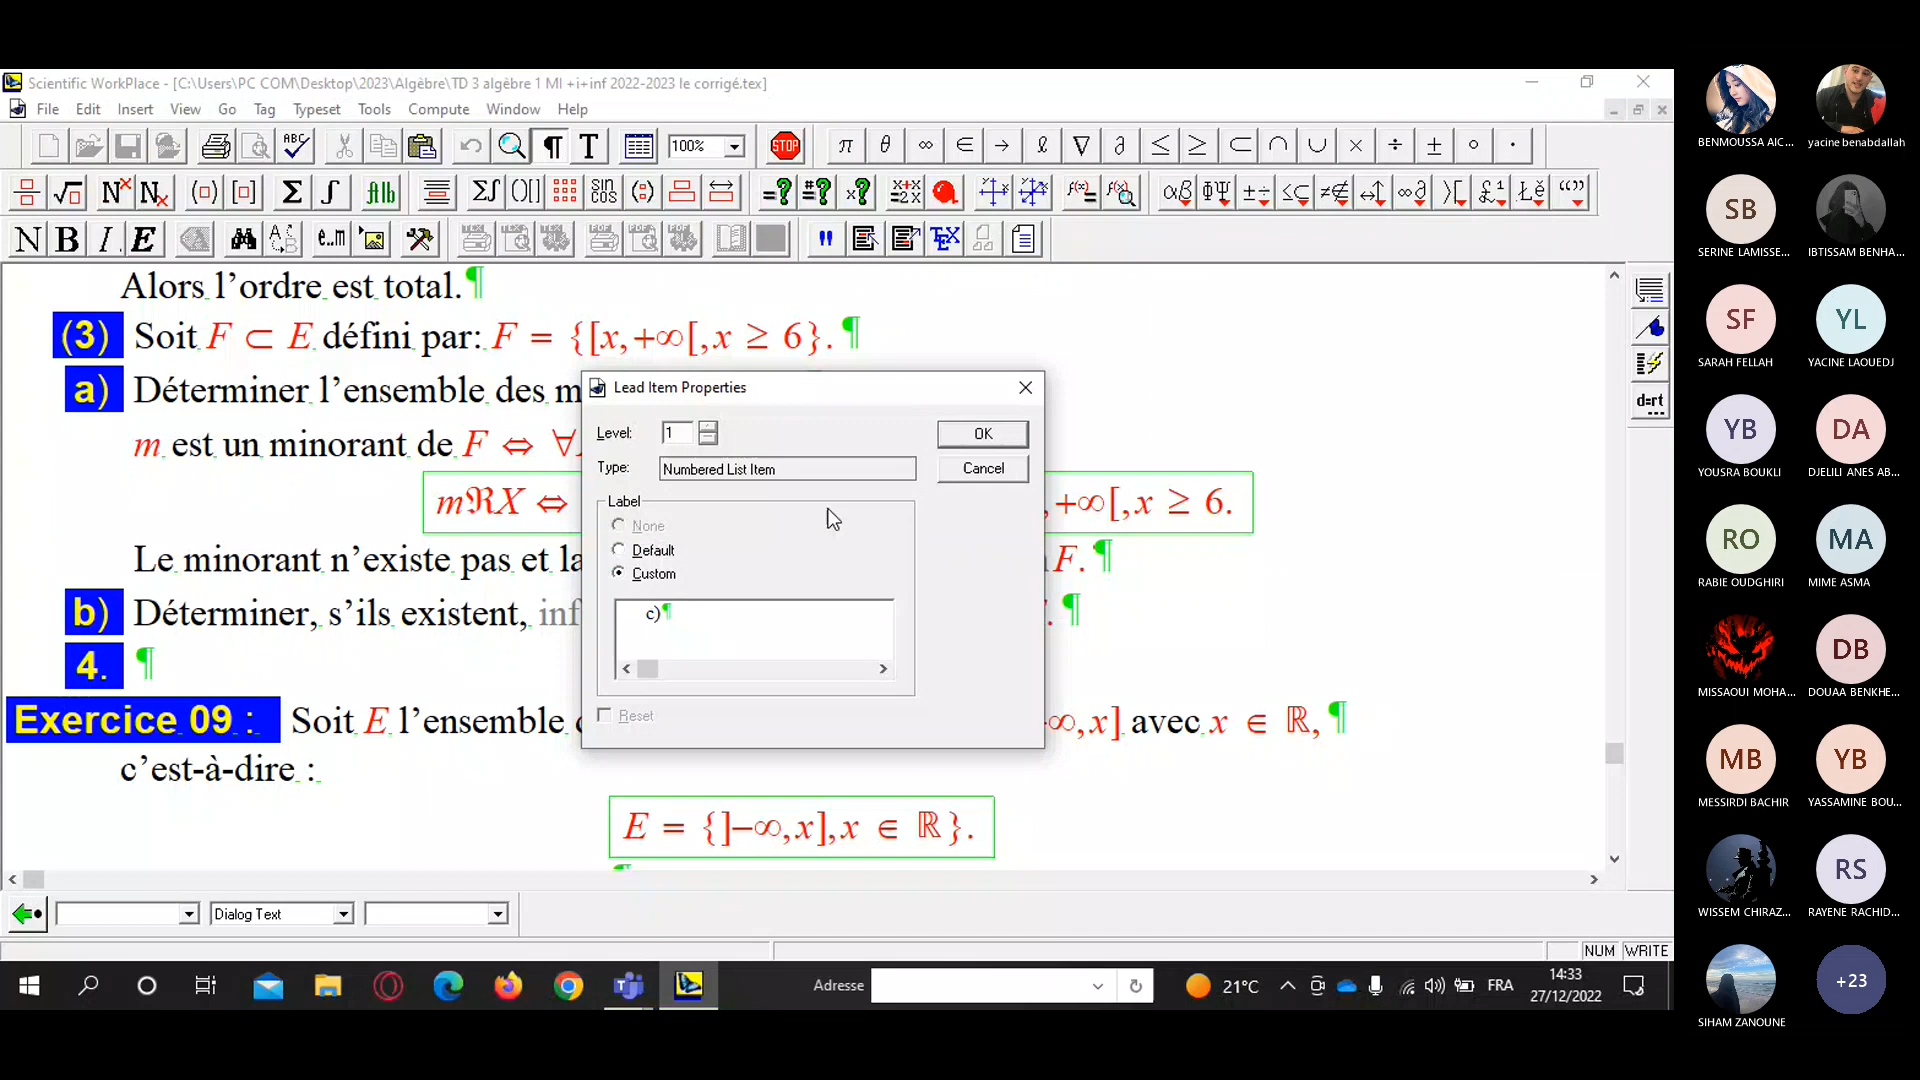 Scientific WorkPlace - [C:\Users\PC COM\Desktop\2023\Algèbre\TD 3 algèbre 1 MI +i+inf 2022-2023 le corrigé.tex]
File Edit Insert View Go Tag Typeset Tools Compute Window Help
100%
STOP
Alors l'ordre est total.¶
(3) Soit F ⊂ E défini par: F = {[x,+∞[,x ≥ 6}.¶
a) Déterminer l'ensemble des m
m est un minorant de F ⇔ ∀
mℜX ⇔ ,+∞[,x ≥ 6.
Le minorant n'existe pas et la F.¶
b) Déterminer, s'ils existent, inf .¶
4. ¶
Exercice 09 : Soit E l'ensemble ∞,x] avec x ∈ ℝ,¶
c'est-à-dire :
E = {]−∞,x],x ∈ ℝ}.
Lead Item Properties
Level: 1
OK
Type: Numbered List Item
Cancel
Label
None
Default
Custom
c)¶
Reset
Dialog Text
NUM WRITE
Adresse
21°C
FRA
14:33
27/12/2022
BENMOUSSA AIC...
yacine benabdallah
SB
SERINE LAMISSE...
IBTISSAM BENHA...
SF
SARAH FELLAH
YL
YACINE LAOUEDJ
YB
YOUSRA BOUKLI
DA
DJELILI ANES AB...
RO
RABIE OUDGHIRI
MA
MIME ASMA
MISSAOUI MOHA...
DB
DOUAA BENKHE...
MB
MESSIRDI BACHIR
YB
YASSAMINE BOU...
WISSEM CHIRAZ...
RS
RAYENE RACHID...
SIHAM ZANOUNE
+23